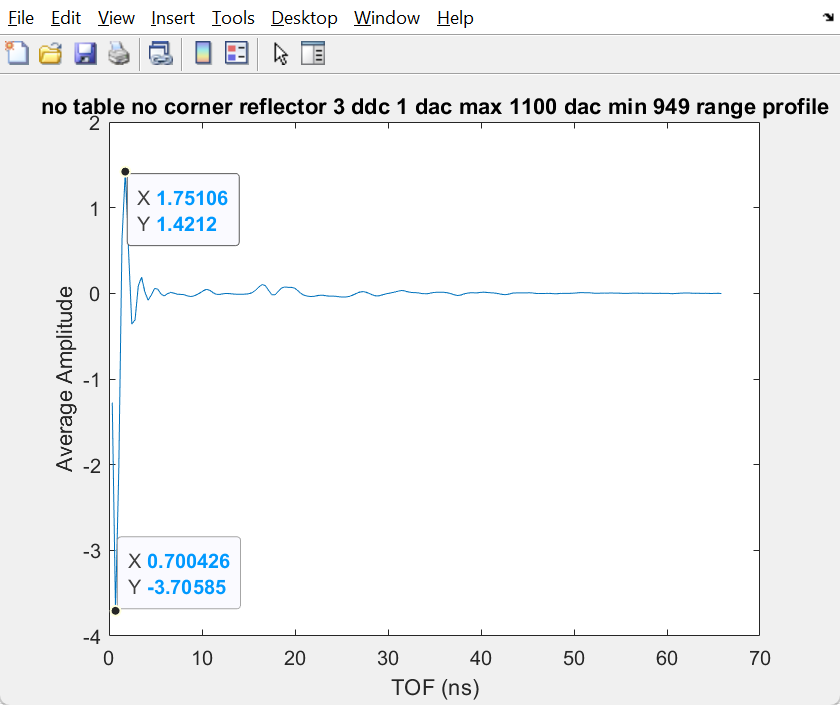 File Edit View Insert Tools Desktop Window Help
no table no corner reflector 3 ddc 1 dac max 1100 dac min 949 range profile
2
X 1.75106
Y 1.4212
1
0
-1
-2
-3
-4
Average Amplitude
X 0.700426
Y -3.70585
0 10 20 30 40 50 60 70
TOF (ns)